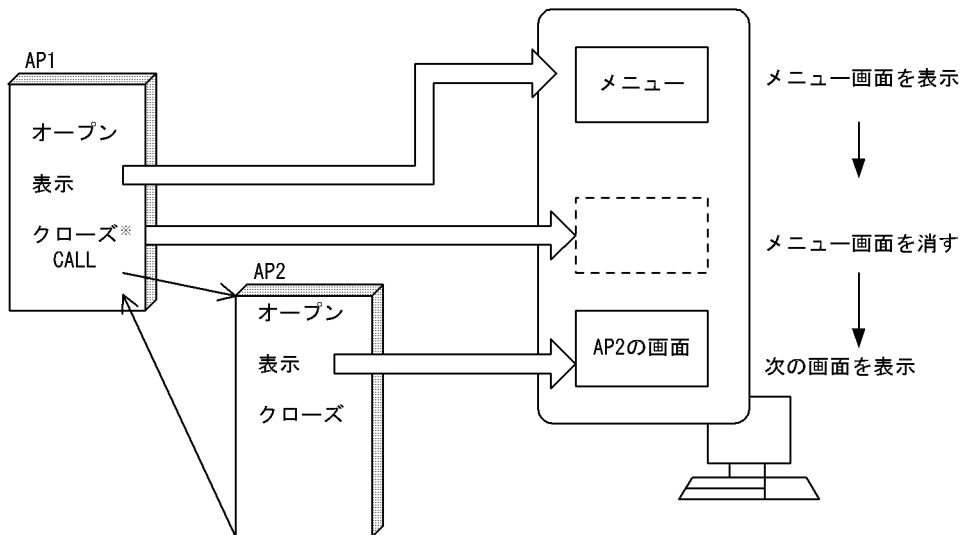 AP1
オープン
表示
クローズ※
CALL
AP2
オープン
表示
クローズ
メニュー
AP2の画面
メニュー画面を表示
メニュー画面を消す
次の画面を表示